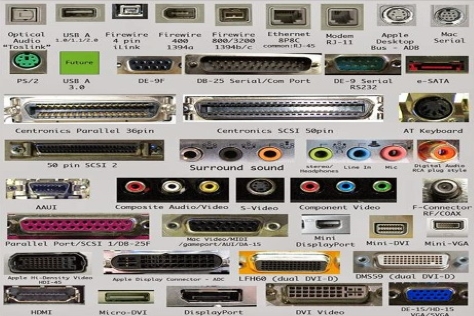 Optical Audio "Toslink"
USB A 1.0/1.1/2.0
Firewire 4 pin iLink
Firewire 400 1394a
Firewire 800/3200 1394b/c
Ethernet 8P8C common:RJ-45
Modem RJ-11
Apple Desktop Bus - ADB
Mac Serial
Future
PS/2
USB A 3.0
DE-9F
DB-25 Serial/Com Port
DE-9 Serial RS232
e-SATA
Centronics Parallel 36pin
Centronics SCSI 50pin
AT Keyboard
50 pin SCSI 2
Surround sound
stereo/Headphones
Line In
Mic
Digital Audio RCA plug style
AAUI
Composite Audio/Video
S-Video
Component Video
F-Connector RF/COAX
Parallel Port/SCSI 1/DB-25F
Mac Video/MIDI /gameport/AUI/DA-15
Mini DisplayPort
Mini-DVI
Mini-VGA
Apple Hi-Density Video HDI-45
Apple Display Connector - ADC
LFH60 (dual DVI-D)
DMS59 (dual DVI-D)
HDMI
Micro-DVI
DisplayPort
DVI Video
DE-15/HD-15 VGA/SVGA